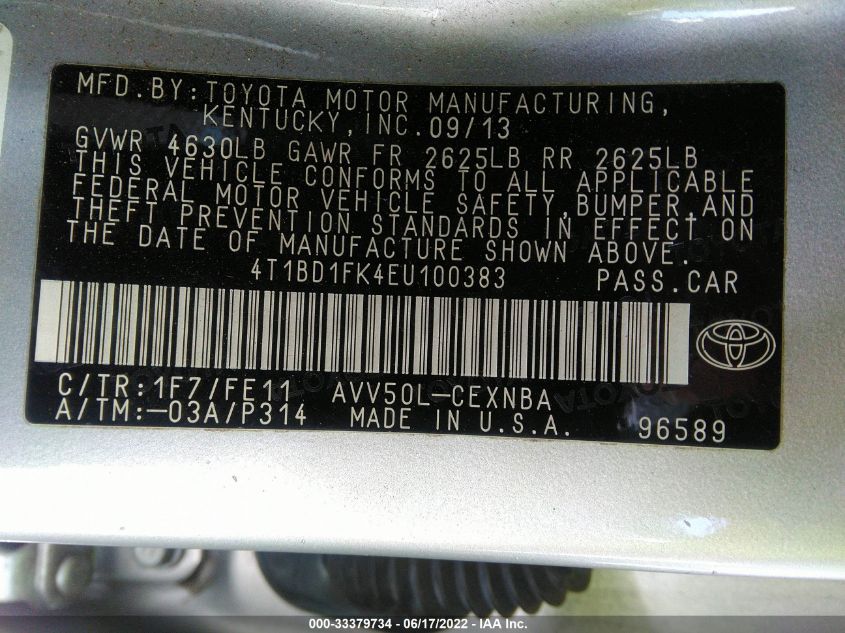 MFD.BY:TOYOTA MOTOR MANUFACTURING,
KENTUCKY,INC.09/13
GVWR 4630LB GAWR FR 2625LB RR 2625LB
THIS VEHICLE CONFORMS TO ALL APPLICABLE
FEDERAL MOTOR VEHICLE SAFETY,BUMPER,AND
THEFT PREVENTION STANDARDS IN EFFECT ON
THE DATE OF MANUFACTURE SHOWN ABOVE.
4T1BD1FK4EU100383 PASS.CAR
C/TR:1F7/FE11 AVV50L-CEXNBA
A/TM:-03A/P314 MADE IN U.S.A. 96589
000-33379734 - 06/17/2022 - IAA Inc.